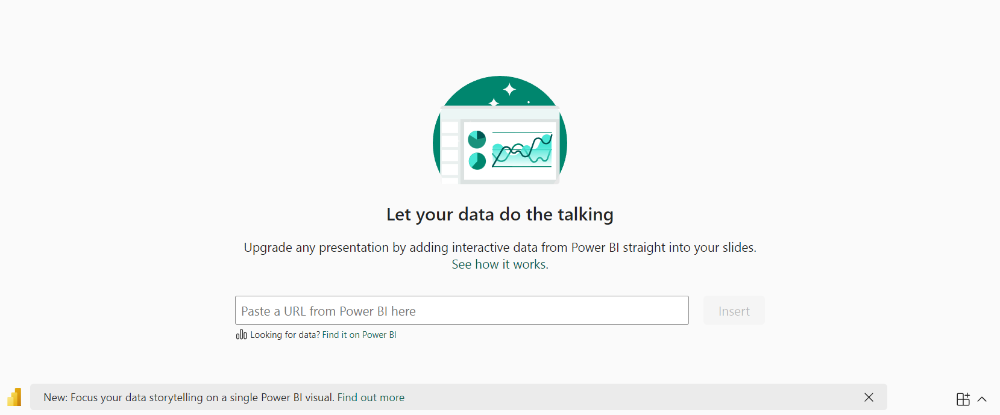 Let your data do the talking
Upgrade any presentation by adding interactive data from Power BI straight into your slides.
See how it works.
Paste a URL from Power BI here
Insert
Looking for data? Find it on Power BI
New: Focus your data storytelling on a single Power BI visual. Find out more